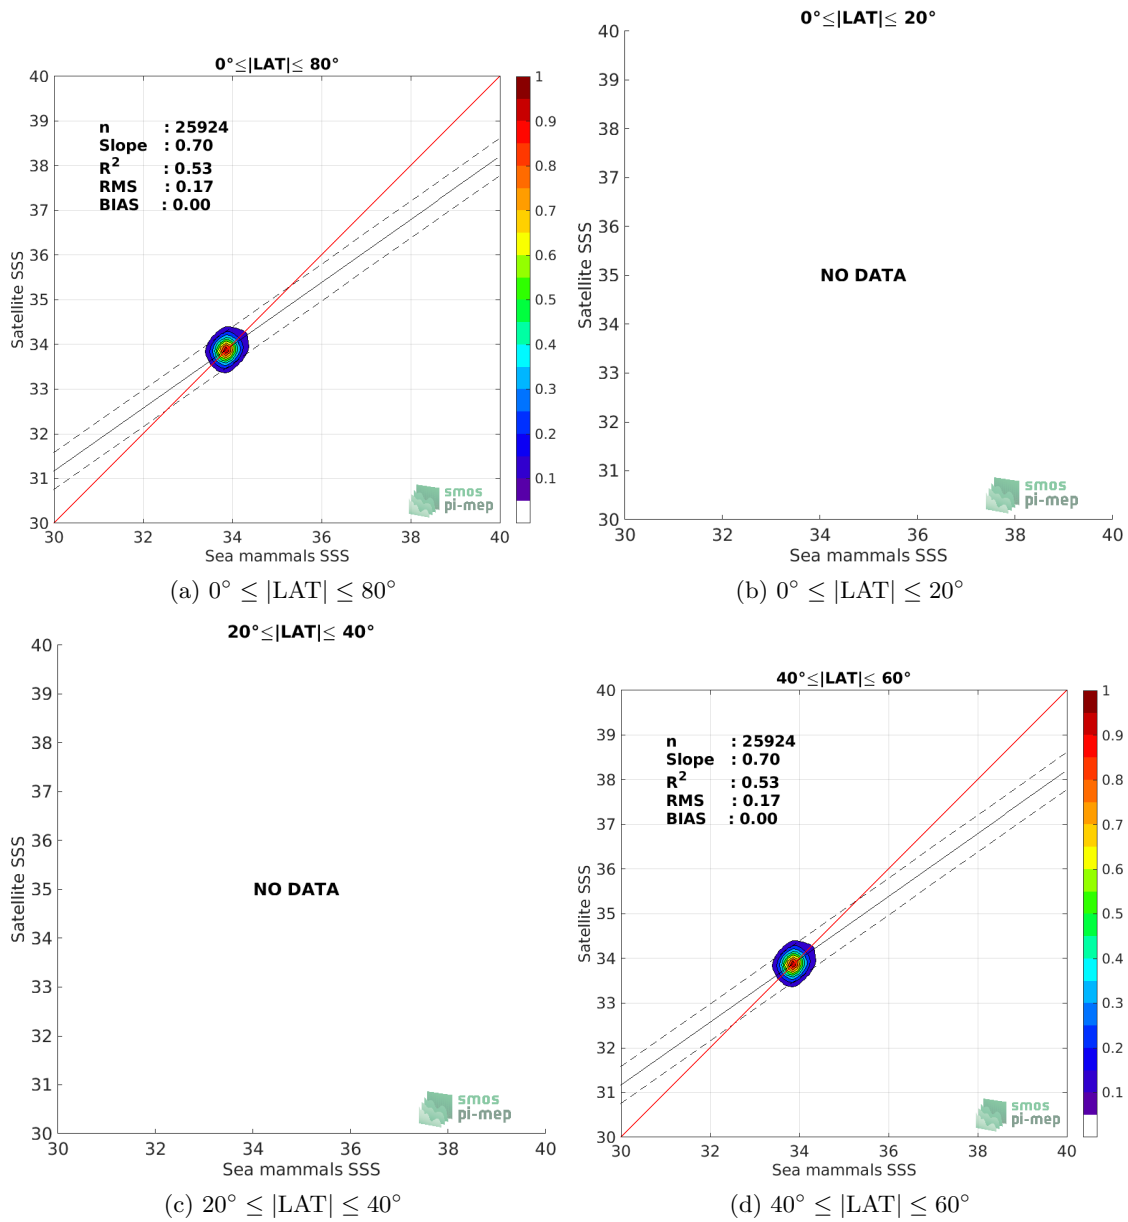 0°≤|LAT|≤ 80°
40
39
38
37
36
35
34
33
32
31
30
n : 25924
Slope : 0.70
R² : 0.53
RMS : 0.17
BIAS : 0.00
Satellite SSS
smos
pi-mep
30 32 34 36 38 40
Sea mammals SSS
1
0.9
0.8
0.7
0.6
0.5
0.4
0.3
0.2
0.1
(a) 0° ≤ |LAT| ≤ 80°
0°≤|LAT|≤ 20°
40
39
38
37
36
35
34
33
32
31
30
Satellite SSS
NO DATA
smos
pi-mep
30 32 34 36 38 40
Sea mammals SSS
(b) 0° ≤ |LAT| ≤ 20°
20°≤|LAT|≤ 40°
40
39
38
37
36
35
34
33
32
31
30
Satellite SSS
NO DATA
smos
pi-mep
30 32 34 36 38 40
Sea mammals SSS
(c) 20° ≤ |LAT| ≤ 40°
40°≤|LAT|≤ 60°
40
39
38
37
36
35
34
33
32
31
30
n : 25924
Slope : 0.70
R² : 0.53
RMS : 0.17
BIAS : 0.00
Satellite SSS
smos
pi-mep
30 32 34 36 38 40
Sea mammals SSS
1
0.9
0.8
0.7
0.6
0.5
0.4
0.3
0.2
0.1
(d) 40° ≤ |LAT| ≤ 60°